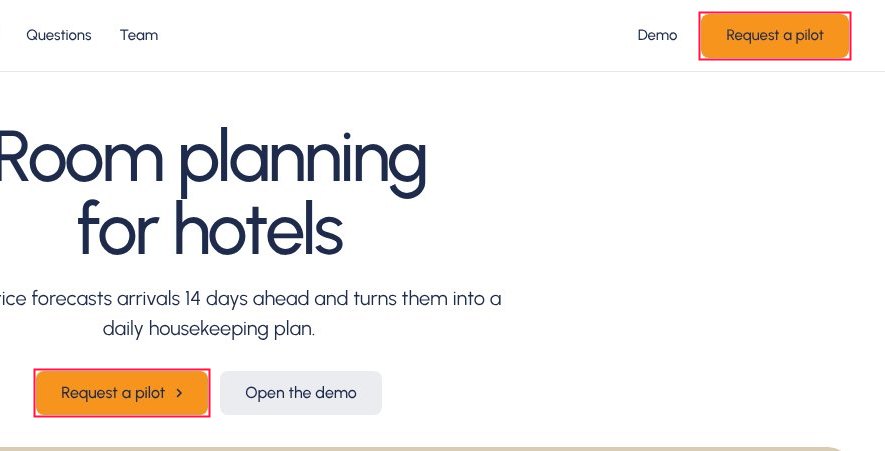 Questions Team Demo Request a pilot
Room planning
for hotels
forecasts arrivals 14 days ahead and turns them into a
daily housekeeping plan.
Request a pilot Open the demo